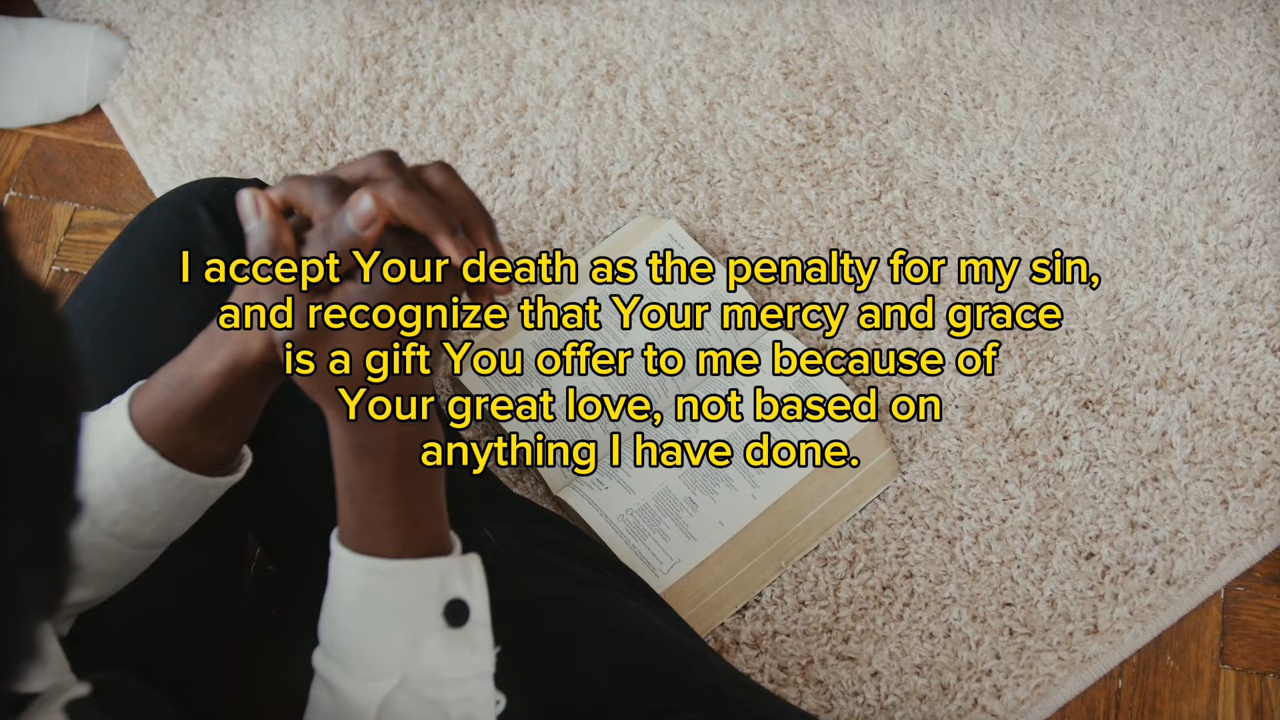 I accept Your death as the penalty for my sin,
and recognize that Your mercy and grace
is a gift You offer to me because of
Your great love, not based on
anything I have done.